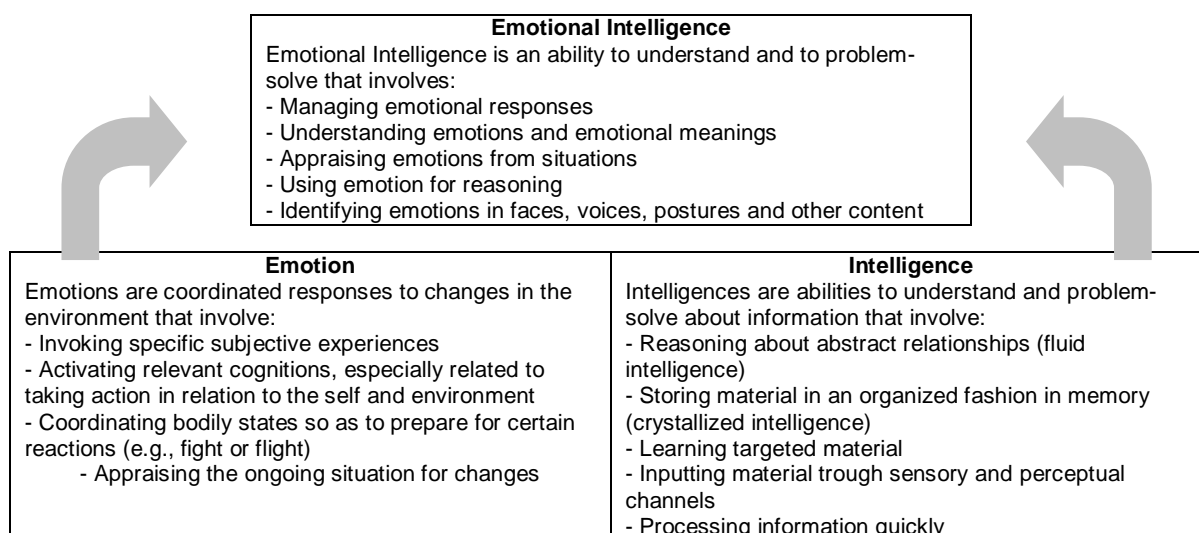 Emotional Intelligence
Emotional Intelligence is an ability to understand and to problem-
solve that involves:
- Managing emotional responses
- Understanding emotions and emotional meanings
- Appraising emotions from situations
- Using emotion for reasoning
- Identifying emotions in faces, voices, postures and other content
Emotion
Emotions are coordinated responses to changes in the
environment that involve:
- Invoking specific subjective experiences
- Activating relevant cognitions, especially related to
taking action in relation to the self and environment
- Coordinating bodily states so as to prepare for certain
reactions (e.g., fight or flight)
- Appraising the ongoing situation for changes
Intelligence
Intelligences are abilities to understand and problem-
solve about information that involve:
- Reasoning about abstract relationships (fluid
intelligence)
- Storing material in an organized fashion in memory
(crystallized intelligence)
- Learning targeted material
- Inputting material trough sensory and perceptual
channels
- Processing information quickly